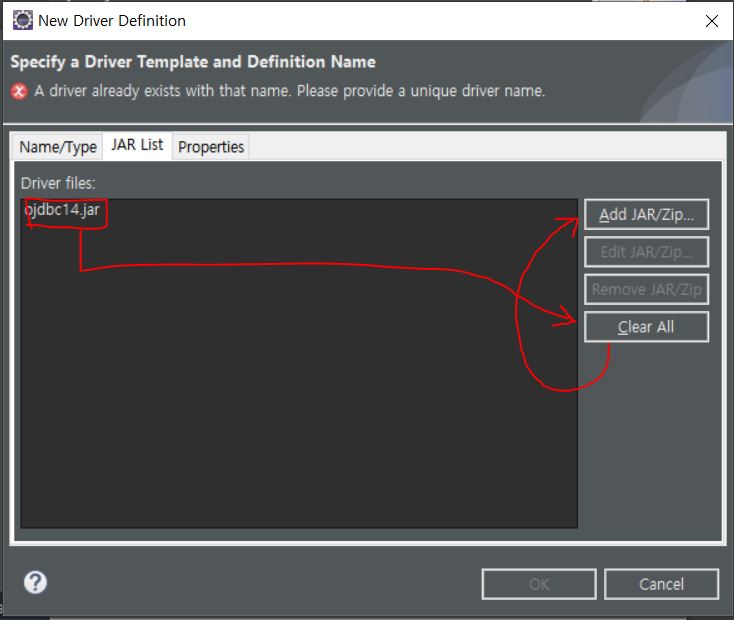 New Driver Definition
Specify a Driver Template and Definition Name
A driver already exists with that name. Please provide a unique driver name.
Name/Type
JAR List
Properties
Driver files:
ojdbc14.jar
Add JAR/Zip...
Edit JAR/Zip...
Remove JAR/Zip
Clear All
OK
Cancel